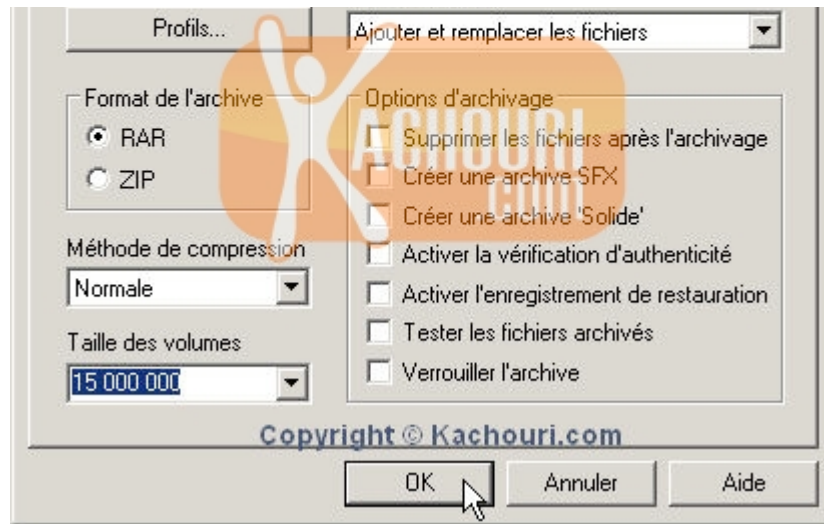 Profils...
Ajouter et remplacer les fichiers
Format de l'archive
RAR
ZIP
Méthode de compression
Normale
Taille des volumes
15 000 000
Options d'archivage
Supprimer les fichiers après l'archivage
Créer une archive SFX
Créer une archive 'Solide'
Activer la vérification d'authenticité
Activer l'enregistrement de restauration
Tester les fichiers archivés
Verrouiller l'archive
KACHOURI
.com
Copyright © Kachouri.com
OK
Annuler
Aide